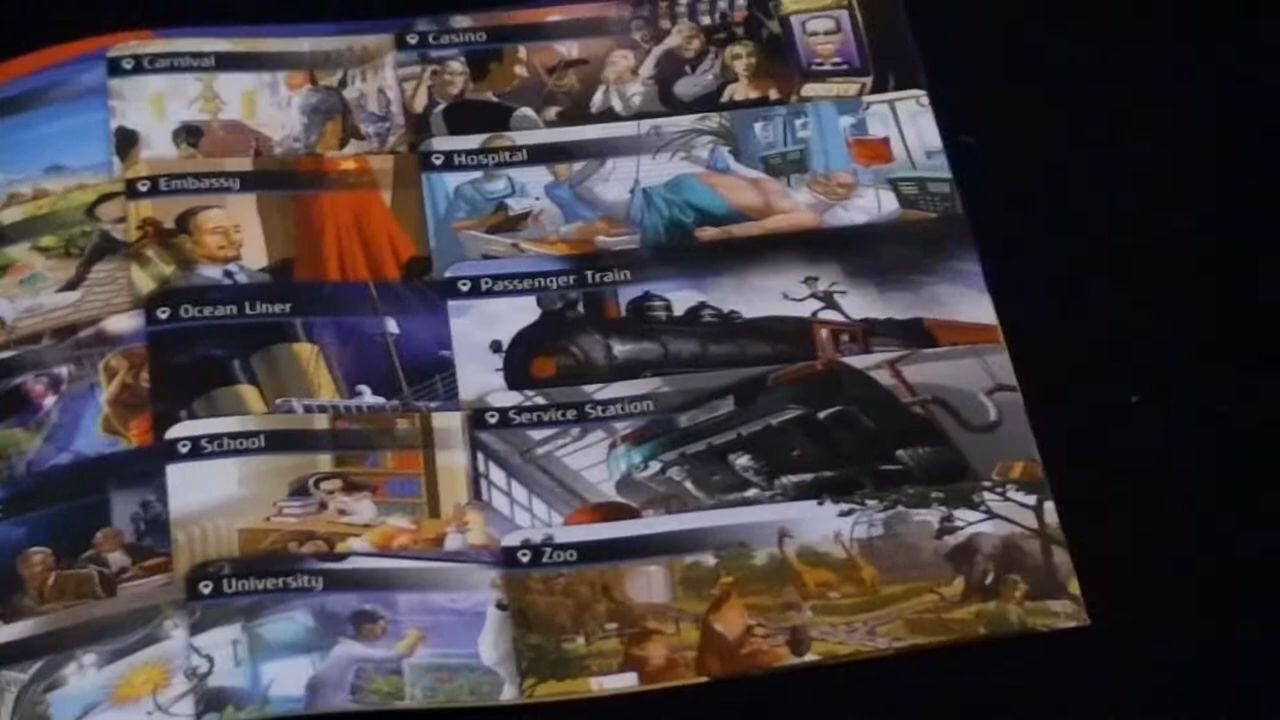 Carnival
Casino
Embassy
Hospital
Ocean Liner
Passenger Train
School
Service Station
University
Zoo